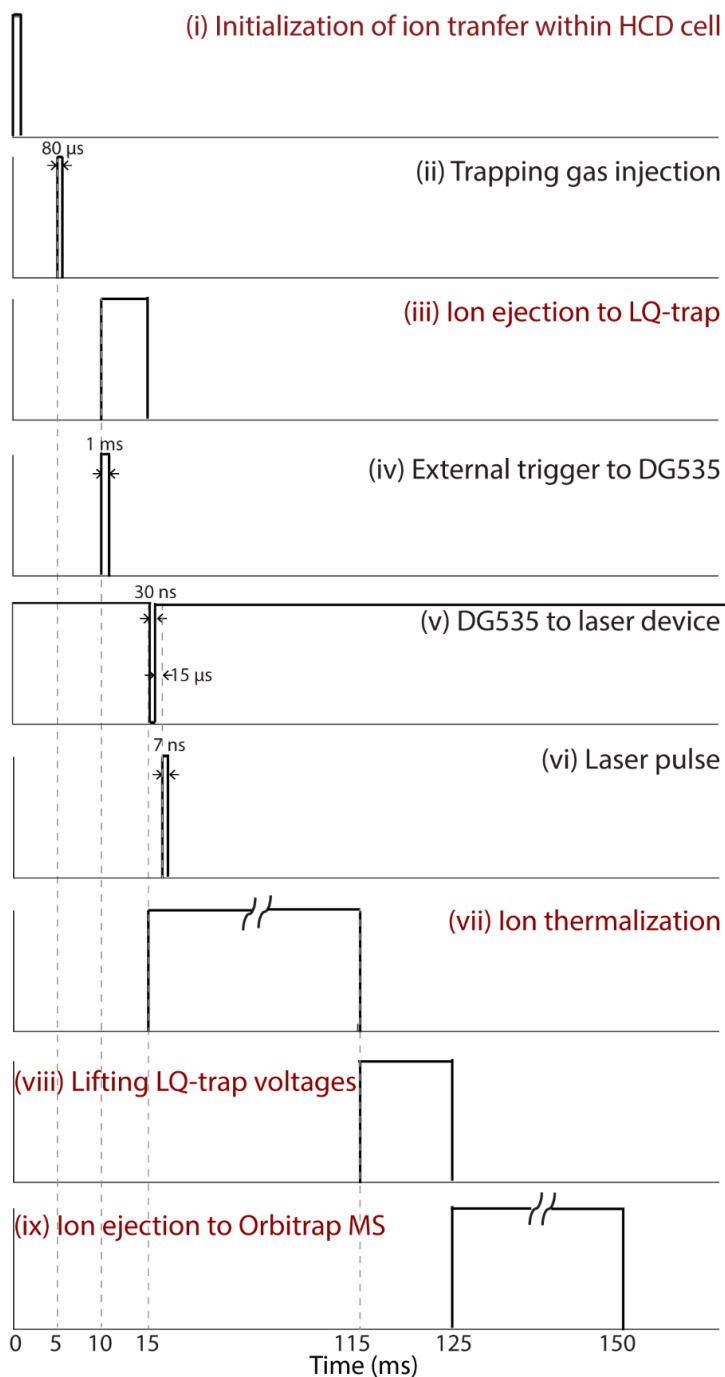 (i) Initialization of ion tranfer within HCD cell
80 µs
(ii) Trapping gas injection
(iii) Ion ejection to LQ-trap
1 ms
(iv) External trigger to DG535
30 ns
(v) DG535 to laser device
15 µs
7 ns
(vi) Laser pulse
(vii) Ion thermalization
(viii) Lifting LQ-trap voltages
(ix) Ion ejection to Orbitrap MS
0 5 10 15 115 125 150
Time (ms)